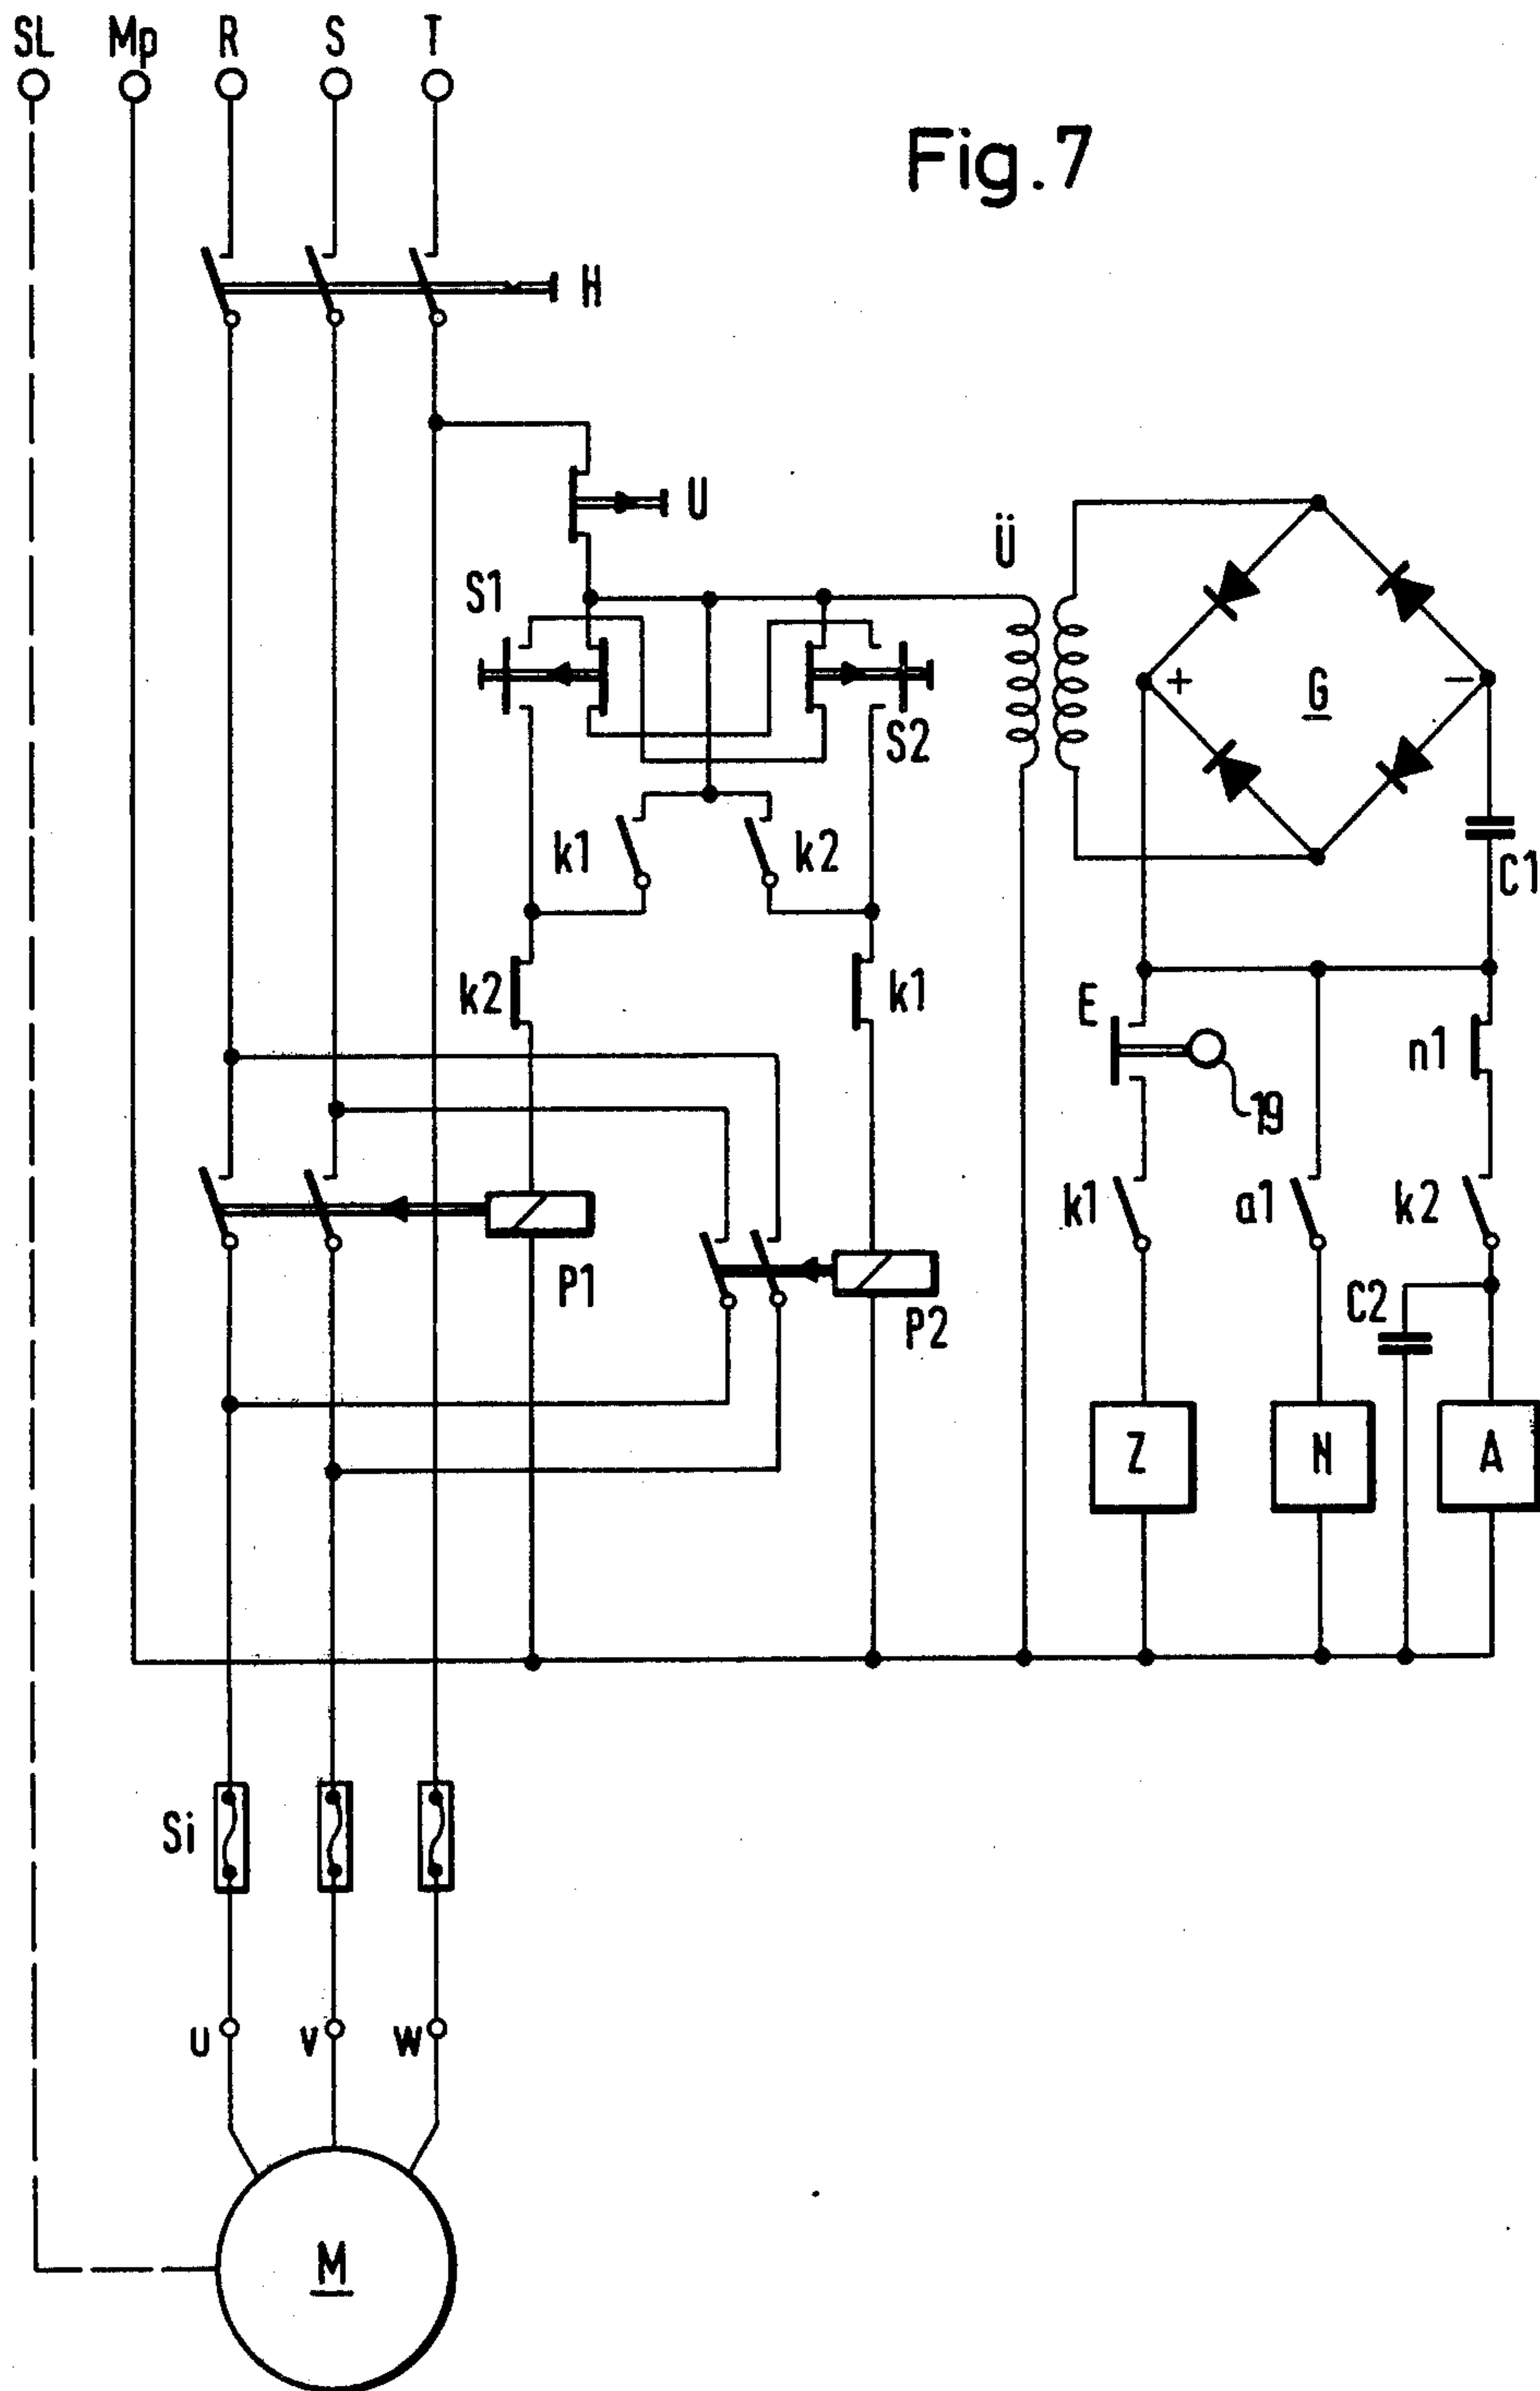 SL Mp R S T
Fig.7
H
U
Ü
S1
+ G −
S2
k1 k2
C1
k2 k1
E
n1
19
k1 a1 k2
P1
C2
P2
Z N A
Si
U V W
M